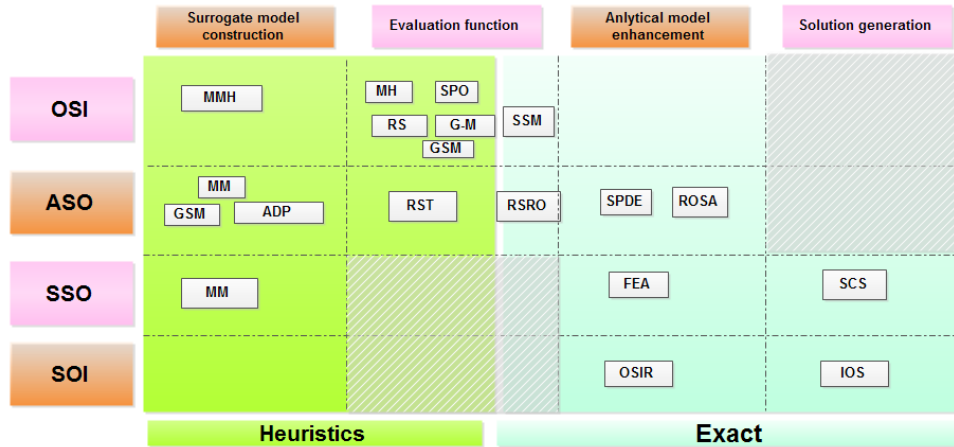 Surrogate model
construction
Evaluation function
Anlytical model
enhancement
Solution generation
OSI
MMH
MH
SPO
RS
G-M
GSM
SSM
ASO
MM
GSM
ADP
RST
RSRO
SPDE
ROSA
SSO
MM
FEA
SCS
SOI
OSIR
IOS
Heuristics
Exact